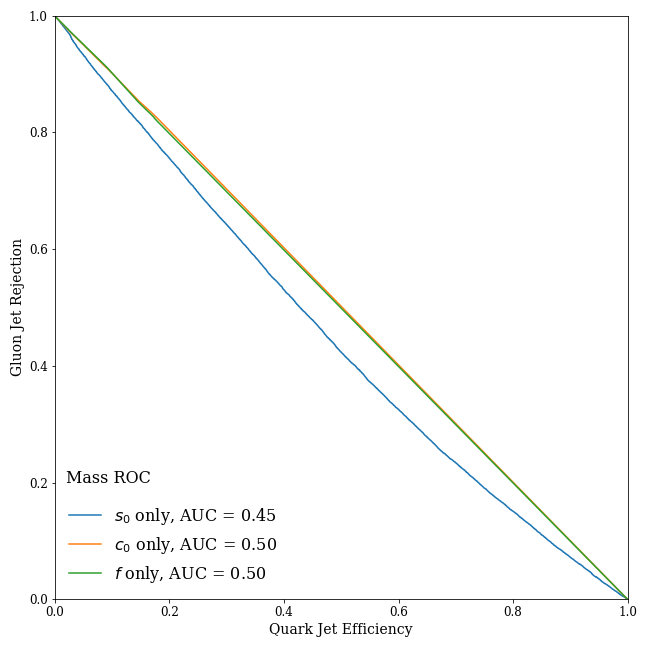 1.0
0.8
0.6
0.4
0.2
0.0
Gluon Jet Rejection
Mass ROC
s₀ only, AUC = 0.45
c₀ only, AUC = 0.50
f only, AUC = 0.50
0.0 0.2 0.4 0.6 0.8 1.0
Quark Jet Efficiency